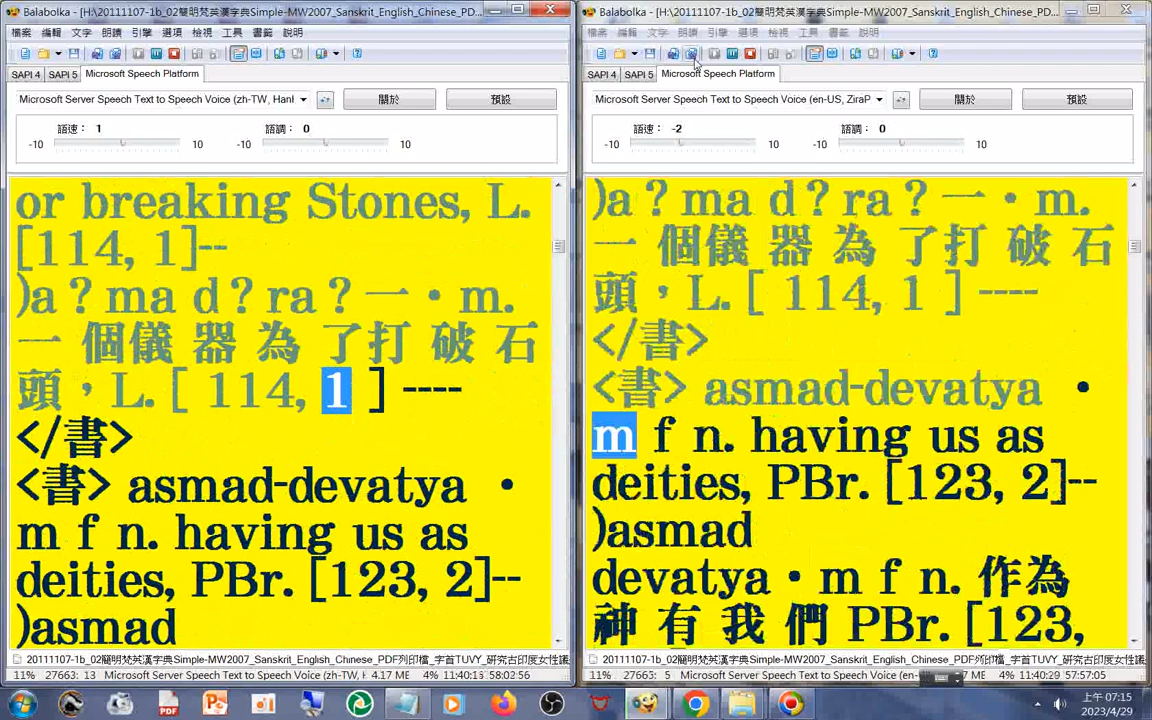 Balabolka - [H:\20111107-1b_02簡明梵英漢字典Simple-MW2007_Sanskrit_English_Chinese_PD...
檔案 編輯 文字 朗讀 引擎 選項 檢視 工具 書籤 說明
SAPI 4 SAPI 5 Microsoft Speech Platform
Microsoft Server Speech Text to Speech Voice (zh-TW, Hanl 關於 預設
語速： 1 語調： 0
-10 10 -10 10
or breaking Stones, L.
[114, 1]--
)a？ma d？ra？一・m.
一 個儀 器 為 了打 破 石
頭，L. [ 114, 1 ] ----
</書>
<書> asmad-devatya ・
m f n. having us as
deities, PBr. [123, 2]--
)asmad
20111107-1b_02簡明梵英漢字典Simple-MW2007_Sanskrit_English_Chinese_PDF列印檔_字首TUVY_研究古印度女性議
11% 27663: 13 Microsoft Server Speech Text to Speech Voice (zh-TW, H 4.17 MB 4% 11:40:15 58:02:56
Balabolka - [H:\20111107-1b_02簡明梵英漢字典Simple-MW2007_Sanskrit_English_Chinese_PD...
檔案 編輯 文字 朗讀 引擎 選項 檢視 工具 書籤 說明
SAPI 4 SAPI 5 Microsoft Speech Platform
Microsoft Server Speech Text to Speech Voice (en-US, ZiraP 關於 預設
語速： -2 語調： 0
-10 10 -10 10
)a？ma d？ra？一・m.
一 個儀 器 為 了打 破 石
頭，L. [ 114, 1 ] ----
</書>
<書> asmad-devatya ・
m f n. having us as
deities, PBr. [123, 2]--
)asmad
devatya・m f n. 作為
神 有 我 們 PBr. [123,
20111107-1b_02簡明梵英漢字典Simple-MW2007_Sanskrit_English_Chinese_PDF列印檔_字首TUVY_研究古印度女性議
11% 27663: 5 Microsoft Server Speech Text to Speech Voice (en- MB 4% 11:40:29 57:57:05
PDF
上午 07:15
2023/4/29